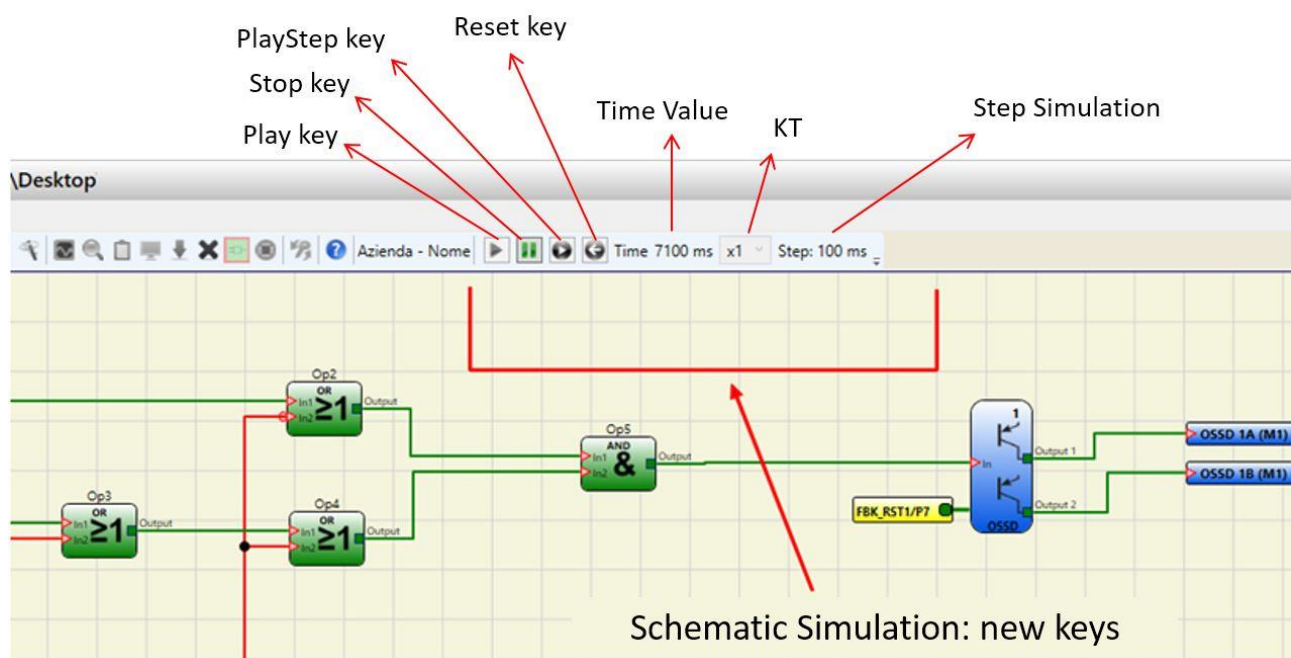 PlayStep key
Reset key
Stop key
Time Value
Step Simulation
Play key
KT
\Desktop
Azienda - Nome
Time 7100 ms
x1
Step: 100 ms
Op2
OR
In1
≥1
In2
Output
Op5
AND
In1
&
In2
Output
1
In
Output 1
Output 2
OSSD
OSSD 1A (M1)
OSSD 1B (M1)
Op3
OR
In1
≥1
In2
Output
Op4
OR
In1
≥1
In2
Output
FBK_RST1/P7
Schematic Simulation: new keys